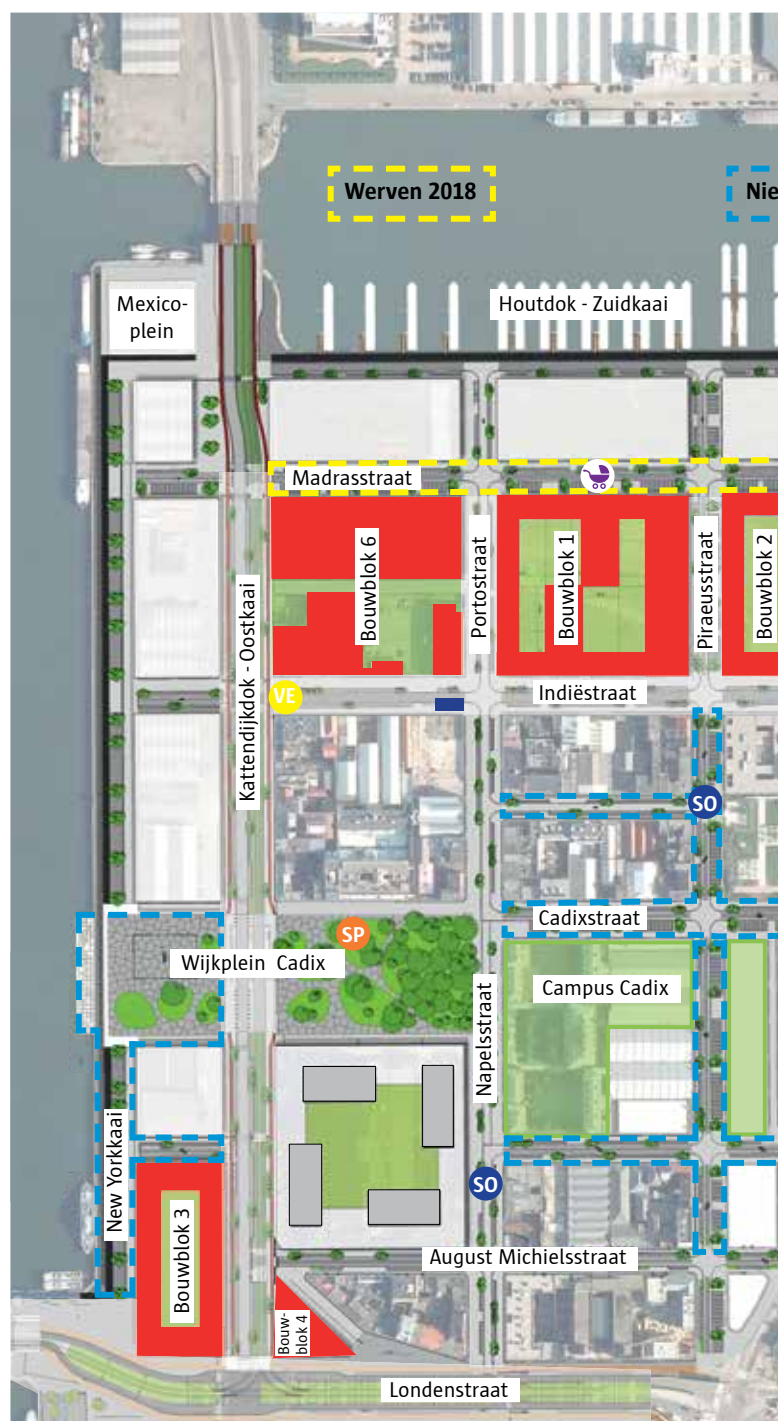 Werven 2018
Nie
Mexico-
plein
Houtdok - Zuidkaai
Madrasstraat
Bouwblok 6
Portostraat
Bouwblok 1
Piraeusstraat
Bouwblok 2
Kattendijkdok - Oostkaai
VE
Indiëstraat
SO
Cadixstraat
SP
Wijkplein Cadix
Campus Cadix
Napelsstraat
New Yorkkaai
SO
Bouwblok 3
August Michielsstraat
Bouw-
blok 4
Londenstraat